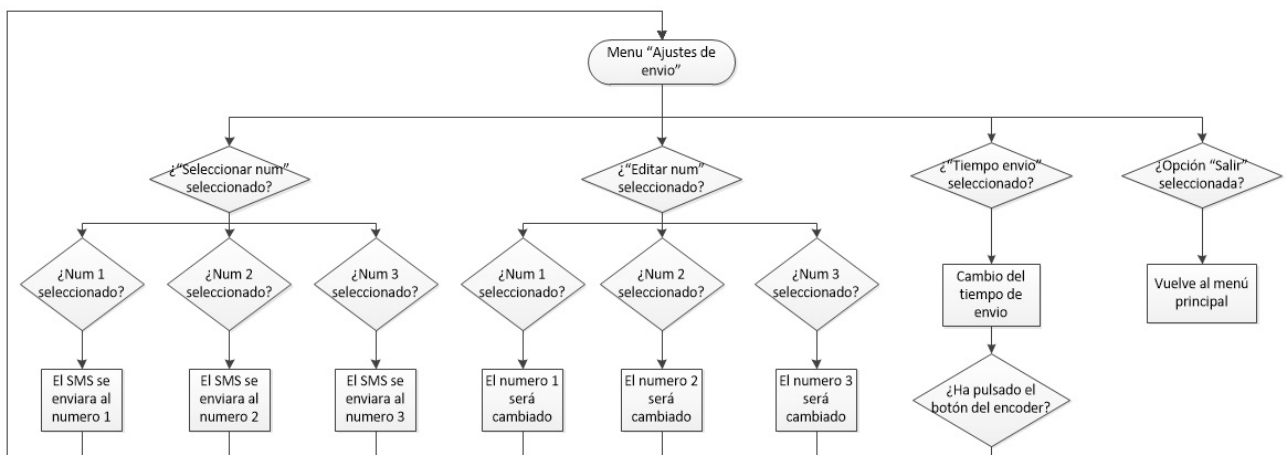 Menu “Ajustes de
envio”
¿“Seleccionar num”
seleccionado?
¿“Editar num”
seleccionado?
¿“Tiempo envio”
seleccionado?
¿Opción “Salir”
seleccionada?
¿Num 1
seleccionado?
¿Num 2
seleccionado?
¿Num 3
seleccionado?
¿Num 1
seleccionado?
¿Num 2
seleccionado?
¿Num 3
seleccionado?
Cambio del
tiempo de
envio
Vuelve al menú
principal
El SMS se
enviara al
numero 1
El SMS se
enviara al
numero 2
El SMS se
enviara al
numero 3
El numero 1
será
cambiado
El numero 2
será
cambiado
El numero 3
será
cambiado
¿Ha pulsado el
botón del encoder?